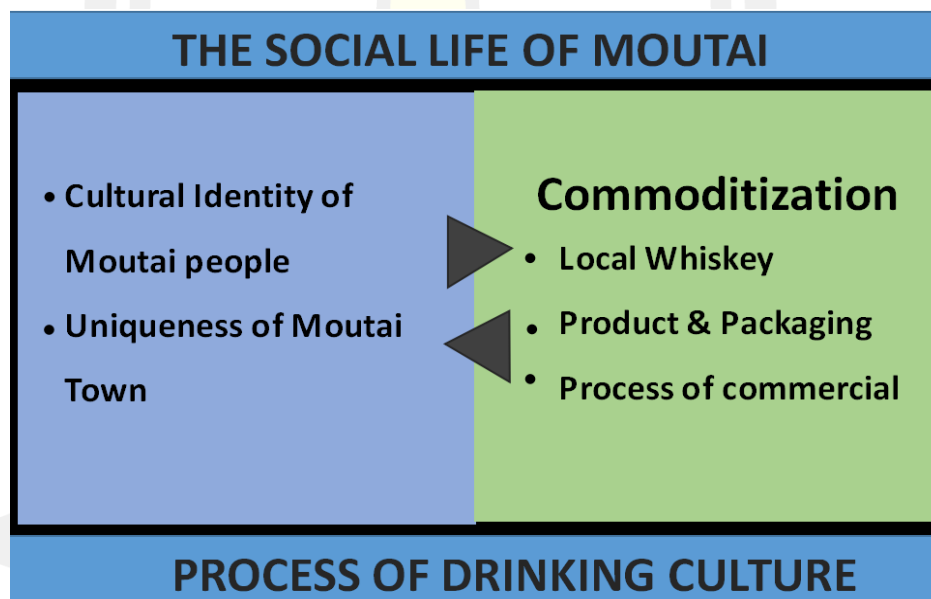 THE SOCIAL LIFE OF MOUTAI
• Cultural Identity of
Moutai people
• Uniqueness of Moutai
Town
Commoditization
• Local Whiskey
• Product & Packaging
• Process of commercial
PROCESS OF DRINKING CULTURE